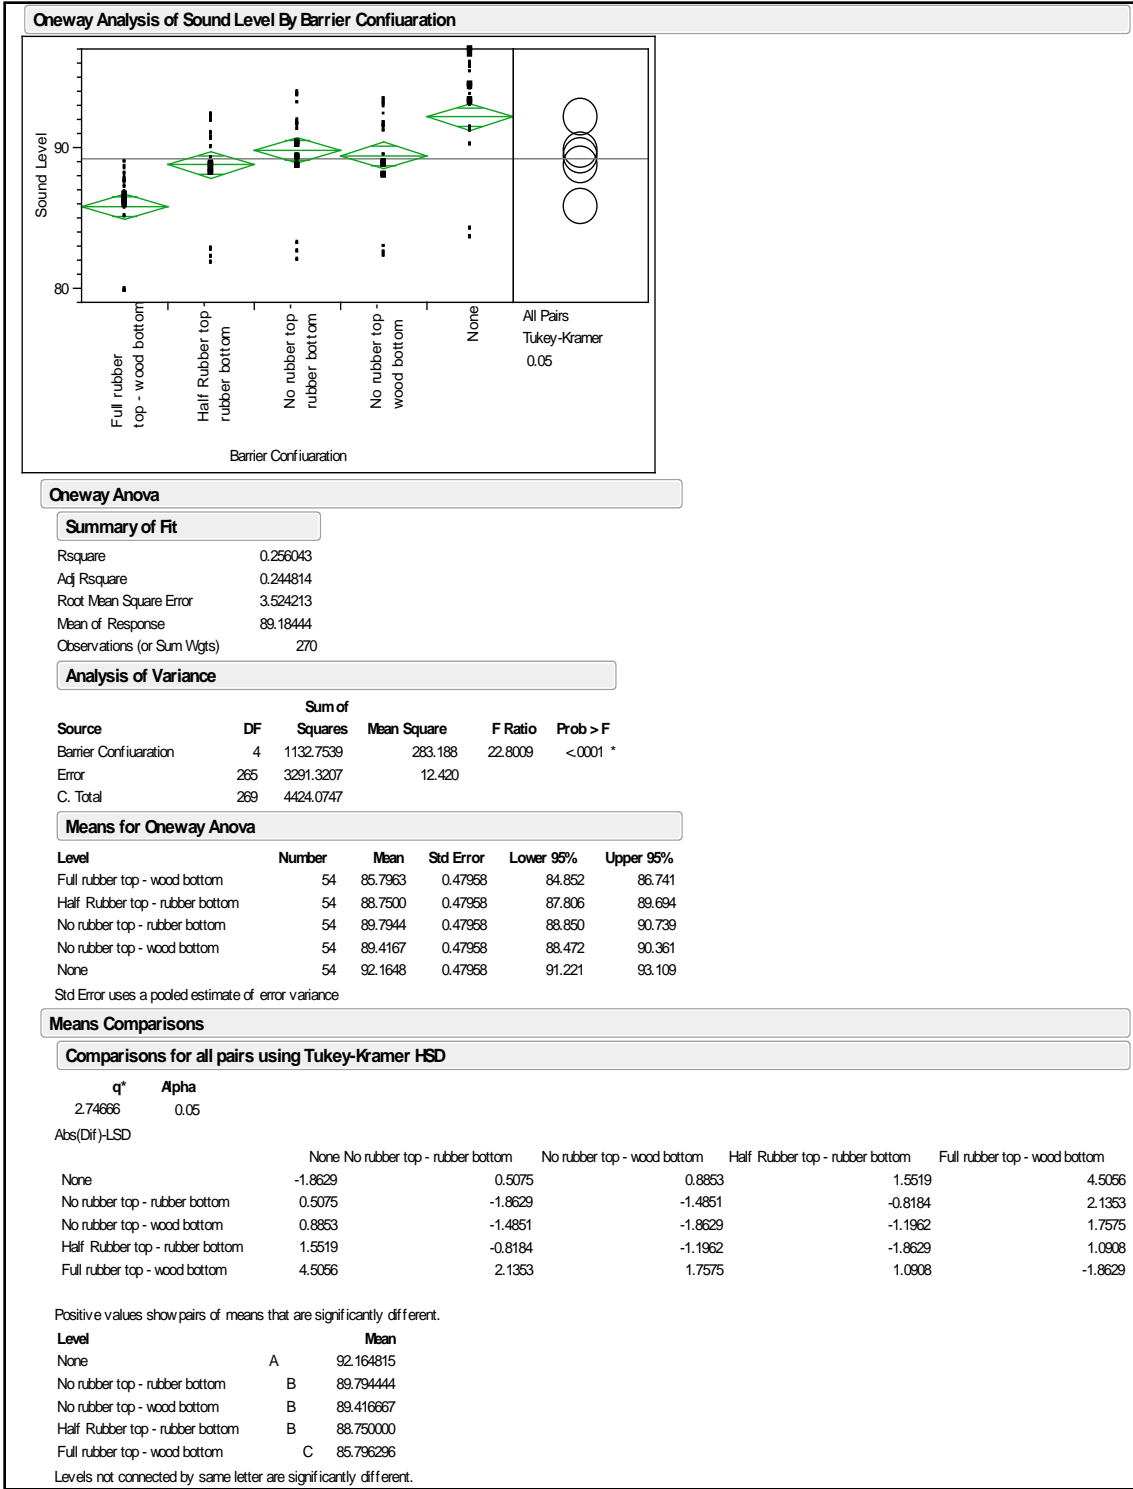 Oneway Analysis of Sound Level By Barrier Confiuaration
Sound Level
90
80
Full rubber
top - wood bottom
Half Rubber top -
rubber bottom
No rubber top -
rubber bottom
No rubber top -
wood bottom
None
All Pairs
Tukey-Kramer
0.05
Barrier Confiuaration
Oneway Anova
Summary of Fit
Rsquare 0.256043
Adj Rsquare 0.244814
Root Mean Square Error 3.524213
Mean of Response 89.18444
Observations (or Sum Wgts) 270
Analysis of Variance
Sum of
Source DF Squares Mean Square F Ratio Prob > F
Barrier Confiuaration 4 1132.7539 283.188 22.8009 <.0001 *
Error 265 3291.3207 12.420
C. Total 269 4424.0747
Means for Oneway Anova
Level Number Mean Std Error Lower 95% Upper 95%
Full rubber top - wood bottom 54 85.7963 0.47958 84.852 86.741
Half Rubber top - rubber bottom 54 88.7500 0.47958 87.806 89.694
No rubber top - rubber bottom 54 89.7944 0.47958 88.850 90.739
No rubber top - wood bottom 54 89.4167 0.47958 88.472 90.361
None 54 92.1648 0.47958 91.221 93.109
Std Error uses a pooled estimate of error variance
Means Comparisons
Comparisons for all pairs using Tukey-Kramer HSD
q* Alpha
2.74666 0.05
Abs(Dif)-LSD
None No rubber top - rubber bottom No rubber top - wood bottom Half Rubber top - rubber bottom Full rubber top - wood bottom
None -1.8629 0.5075 0.8853 1.5519 4.5056
No rubber top - rubber bottom 0.5075 -1.8629 -1.4851 -0.8184 2.1353
No rubber top - wood bottom 0.8853 -1.4851 -1.8629 -1.1962 1.7575
Half Rubber top - rubber bottom 1.5519 -0.8184 -1.1962 -1.8629 1.0908
Full rubber top - wood bottom 4.5056 2.1353 1.7575 1.0908 -1.8629
Positive values show pairs of means that are significantly different.
Level Mean
None A 92.164815
No rubber top - rubber bottom B 89.794444
No rubber top - wood bottom B 89.416667
Half Rubber top - rubber bottom B 88.750000
Full rubber top - wood bottom C 85.796296
Levels not connected by same letter are significantly different.